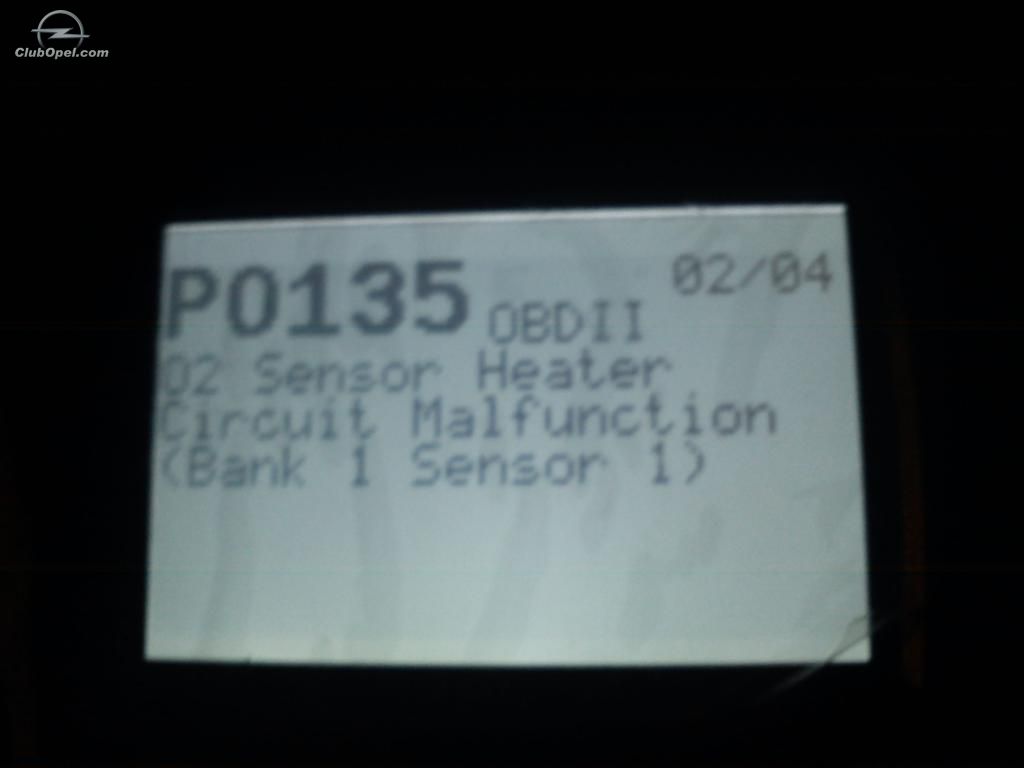 ClubOpel.com
P0135 OBDII 02/04
O2 Sensor Heater
Circuit Malfunction
(Bank 1 Sensor 1)